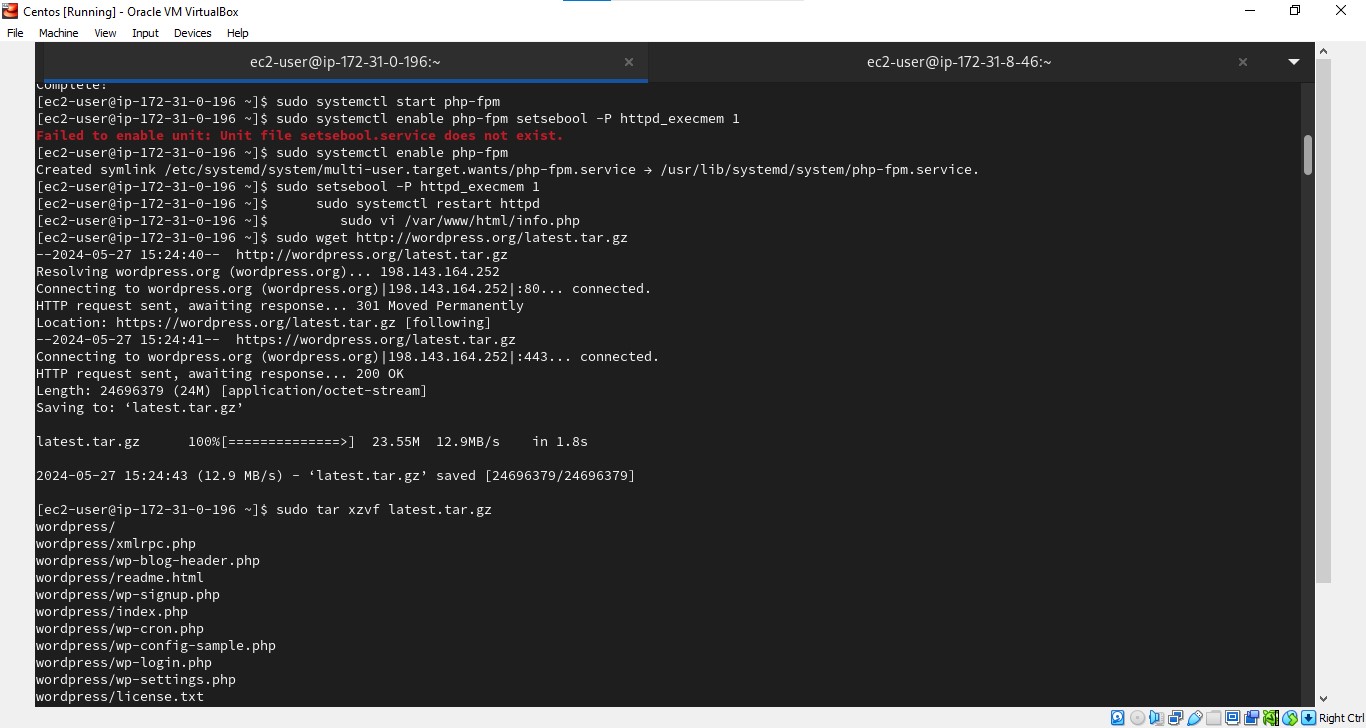 Centos [Running] - Oracle VM VirtualBox
File Machine View Input Devices Help
ec2-user@ip-172-31-0-196:~
ec2-user@ip-172-31-8-46:~
Complete!
[ec2-user@ip-172-31-0-196 ~]$ sudo systemctl start php-fpm
[ec2-user@ip-172-31-0-196 ~]$ sudo systemctl enable php-fpm setsebool -P httpd_execmem 1
Failed to enable unit: Unit file setsebool.service does not exist.
[ec2-user@ip-172-31-0-196 ~]$ sudo systemctl enable php-fpm
Created symlink /etc/systemd/system/multi-user.target.wants/php-fpm.service → /usr/lib/systemd/system/php-fpm.service.
[ec2-user@ip-172-31-0-196 ~]$ sudo setsebool -P httpd_execmem 1
[ec2-user@ip-172-31-0-196 ~]$      sudo systemctl restart httpd
[ec2-user@ip-172-31-0-196 ~]$         sudo vi /var/www/html/info.php
[ec2-user@ip-172-31-0-196 ~]$ sudo wget http://wordpress.org/latest.tar.gz
--2024-05-27 15:24:40--  http://wordpress.org/latest.tar.gz
Resolving wordpress.org (wordpress.org)... 198.143.164.252
Connecting to wordpress.org (wordpress.org)|198.143.164.252|:80... connected.
HTTP request sent, awaiting response... 301 Moved Permanently
Location: https://wordpress.org/latest.tar.gz [following]
--2024-05-27 15:24:41--  https://wordpress.org/latest.tar.gz
Connecting to wordpress.org (wordpress.org)|198.143.164.252|:443... connected.
HTTP request sent, awaiting response... 200 OK
Length: 24696379 (24M) [application/octet-stream]
Saving to: ‘latest.tar.gz’
latest.tar.gz      100%[==============>]  23.55M  12.9MB/s    in 1.8s
2024-05-27 15:24:43 (12.9 MB/s) - ‘latest.tar.gz’ saved [24696379/24696379]
[ec2-user@ip-172-31-0-196 ~]$ sudo tar xzvf latest.tar.gz
wordpress/
wordpress/xmlrpc.php
wordpress/wp-blog-header.php
wordpress/readme.html
wordpress/wp-signup.php
wordpress/index.php
wordpress/wp-cron.php
wordpress/wp-config-sample.php
wordpress/wp-login.php
wordpress/wp-settings.php
wordpress/license.txt
Right Ctrl